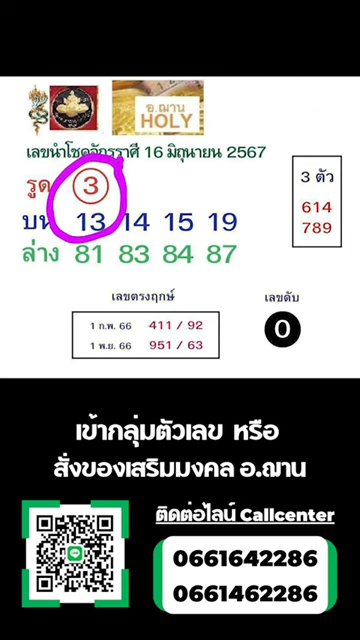 อ.ฌาน
HOLY
เลขนำโชคจักรราศี 16 มิถุนายน 2567
รูด 3
บน 13 14 15 19
ล่าง 81 83 84 87
3 ตัว
614
789
เลขตรงฤกษ์
1 ก.พ. 66 411 / 92
1 พ.ย. 66 951 / 63
เลขดับ
0
เข้ากลุ่มตัวเลข หรือ
สั่งของเสริมมงคล อ.ฌาน
ติดต่อไลน์ Callcenter
0661642286
0661462286